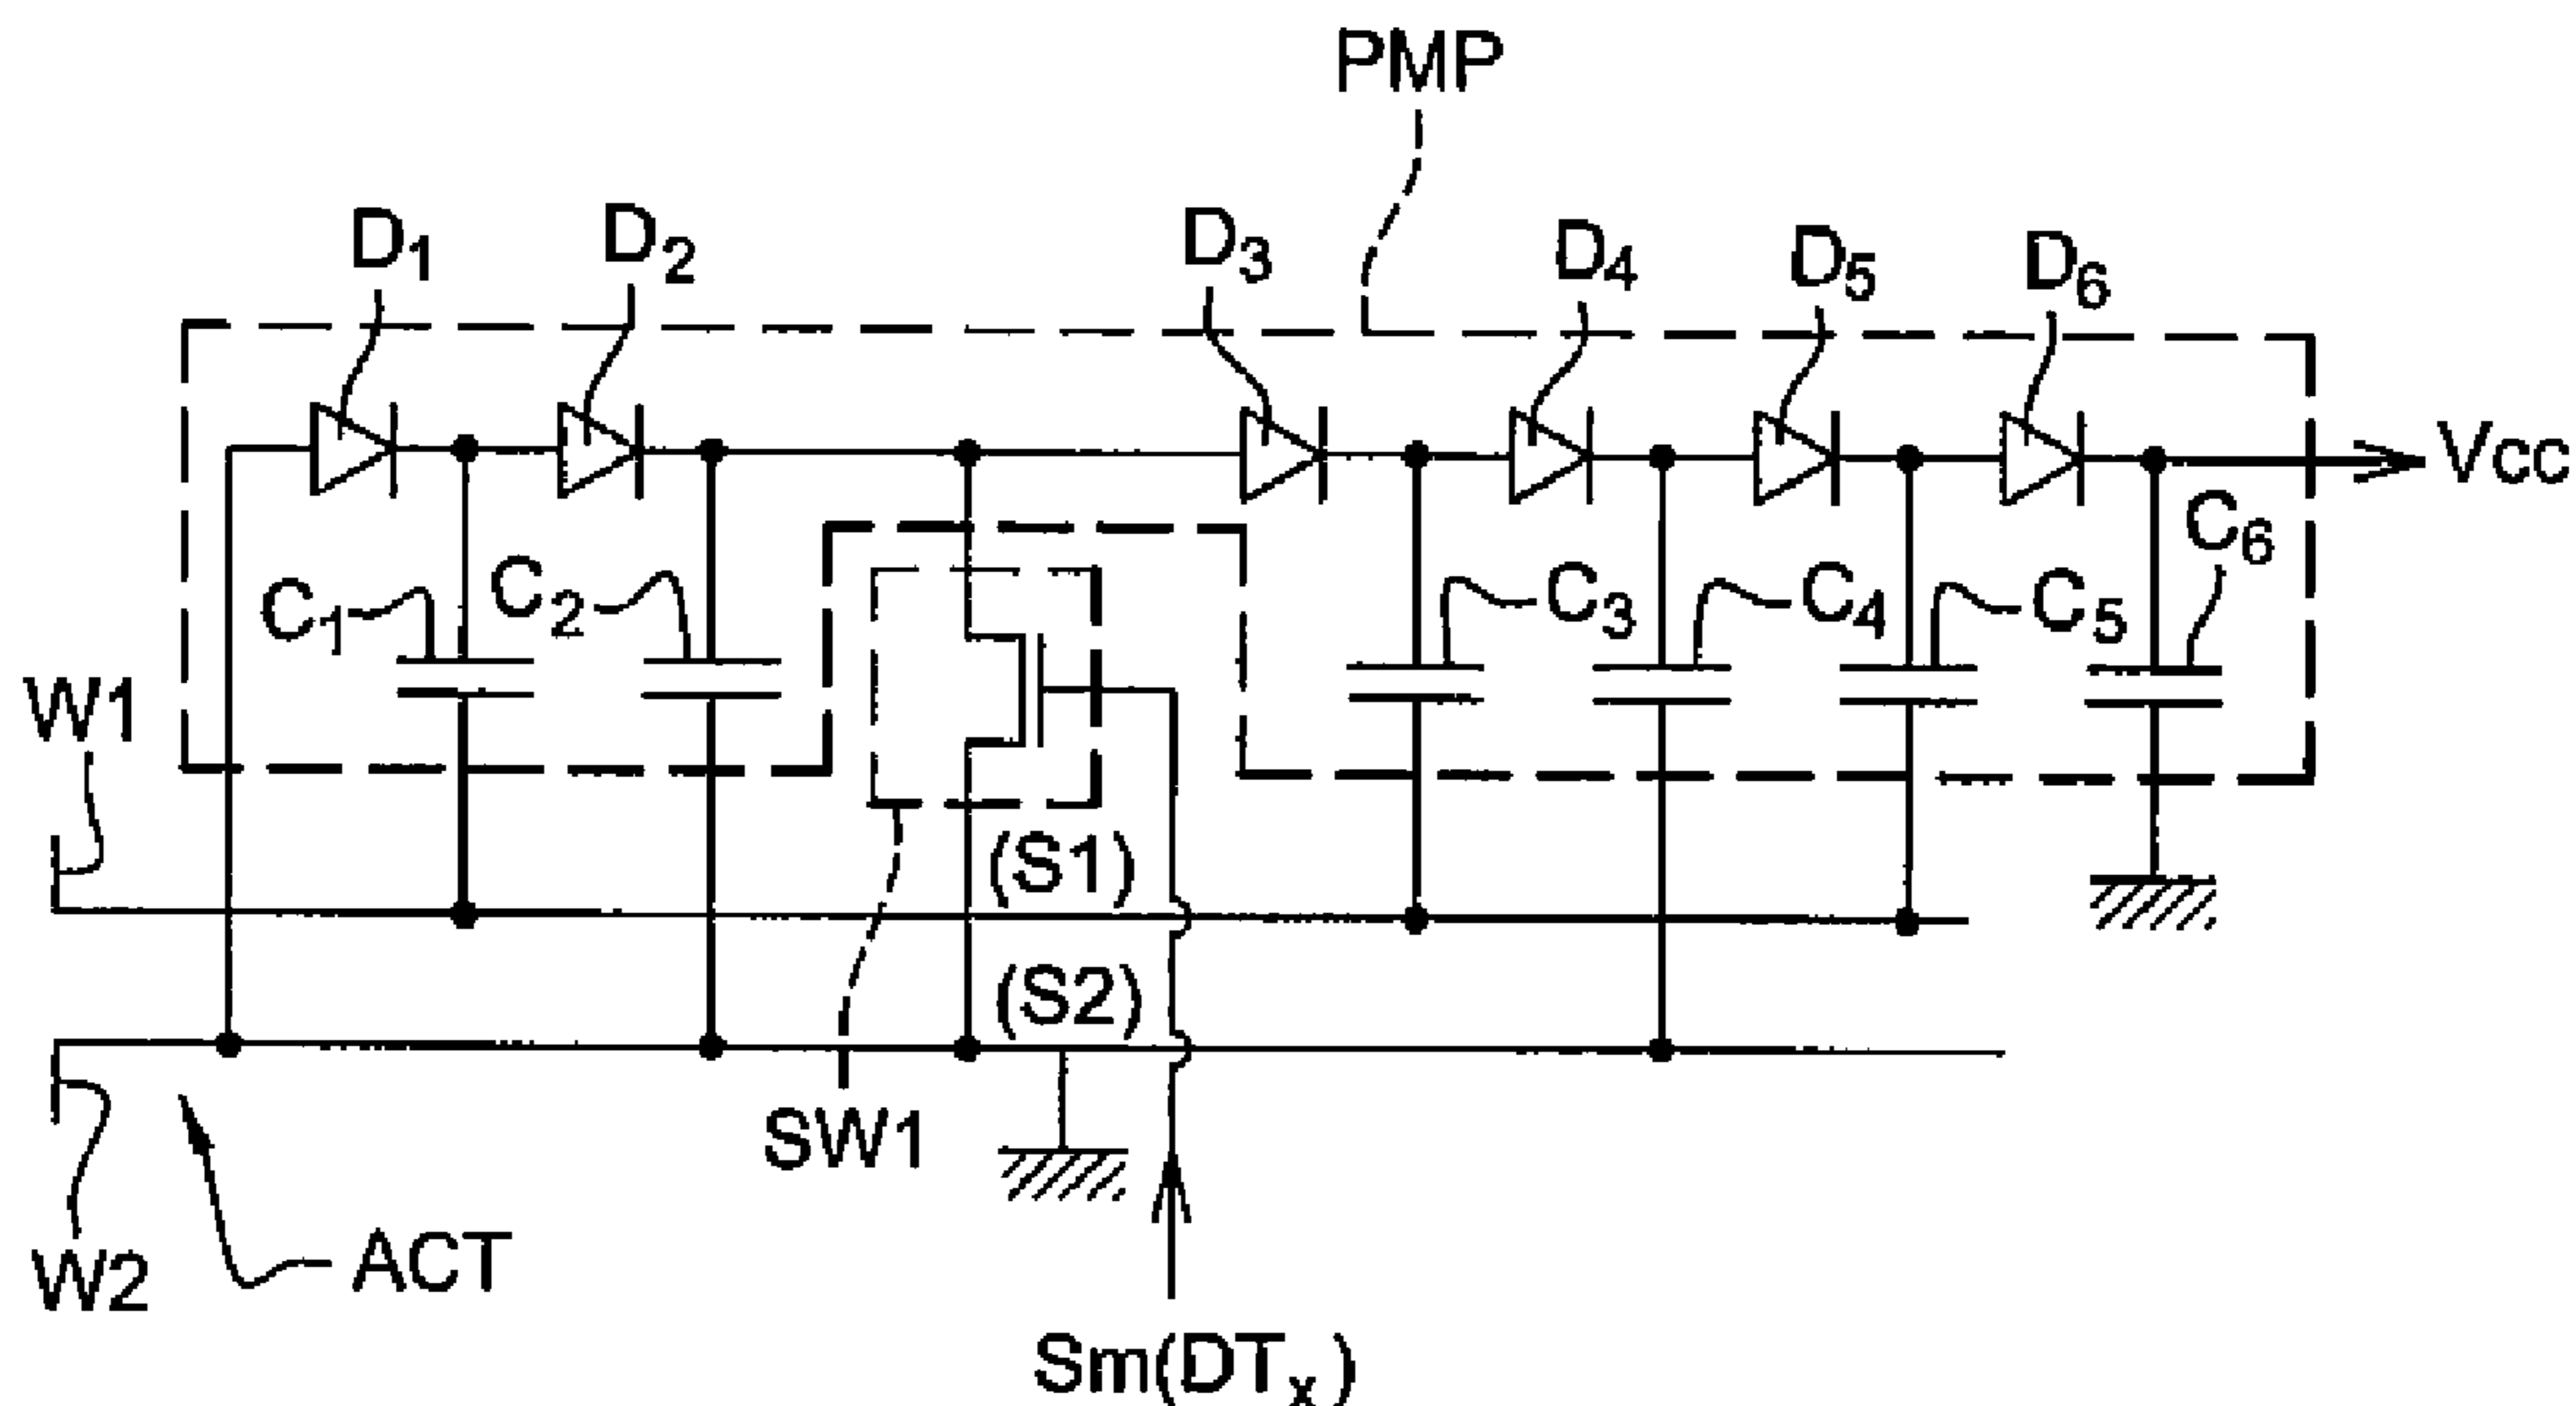 PMP
D1
D2
D3
D4
D5
D6
Vcc
C1
C2
C3
C4
C5
C6
W1
(S1)
(S2)
SW1
W2
ACT
Sm(DTx)